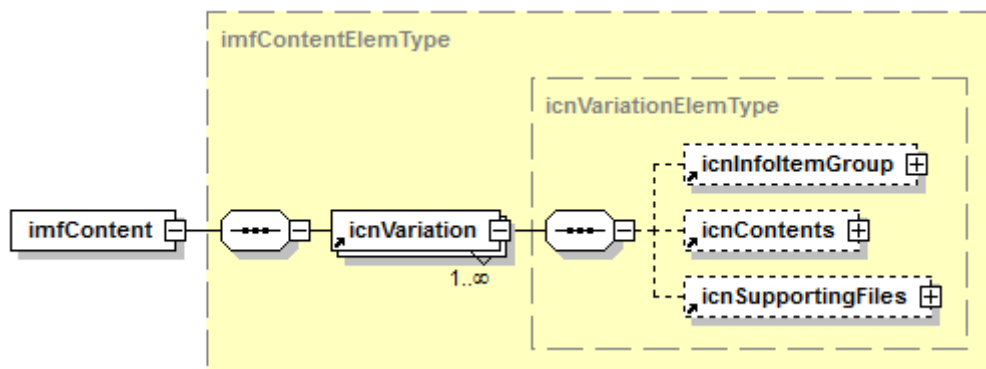 imfContentElemType
icnVariationElemType
icnInfoItemGroup
imfContent
icnVariation
1..∞
icnContents
icnSupportingFiles